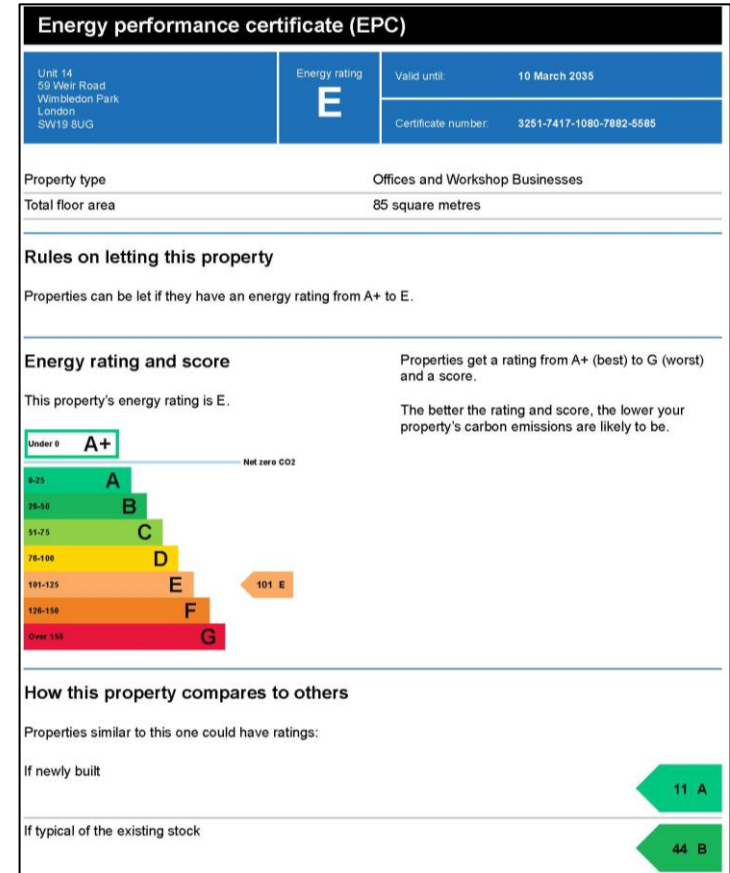 Energy performance certificate (EPC)
Unit 14
59 Weir Road
Wimbledon Park
London
SW19 8UG
Energy rating
E
Valid until:
10 March 2035
Certificate number:
3251-7417-1080-7882-5585
Property type
Offices and Workshop Businesses
Total floor area
85 square metres
Rules on letting this property
Properties can be let if they have an energy rating from A+ to E.
Energy rating and score
This property's energy rating is E.
Properties get a rating from A+ (best) to G (worst)
and a score.
The better the rating and score, the lower your
property's carbon emissions are likely to be.
Under 0 A+
Net zero CO2
0-25 A
26-50 B
51-75 C
76-100 D
101-125 E
101 E
126-150 F
Over 150 G
How this property compares to others
Properties similar to this one could have ratings:
If newly built
11 A
If typical of the existing stock
44 B